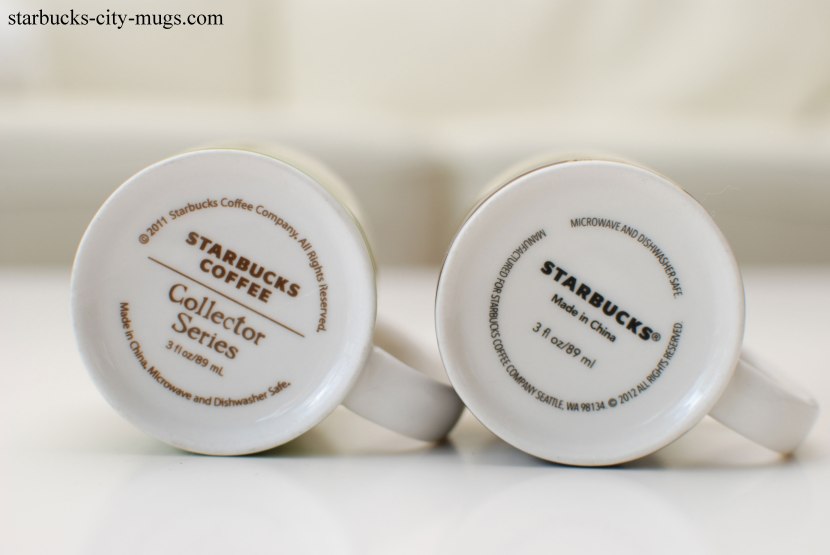 starbucks-city-mugs.com
© 2011 Starbucks Coffee Company. All Rights Reserved.
STARBUCKS
COFFEE
Collector
Series
3 fl oz/89 mL
Made in China. Microwave and Dishwasher Safe.
MICROWAVE AND DISHWASHER SAFE.
STARBUCKS®
Made in China
3 fl oz/89 ml
MANUFACTURED FOR STARBUCKS COFFEE COMPANY SEATTLE, WA 98134 © 2012 ALL RIGHTS RESERVED